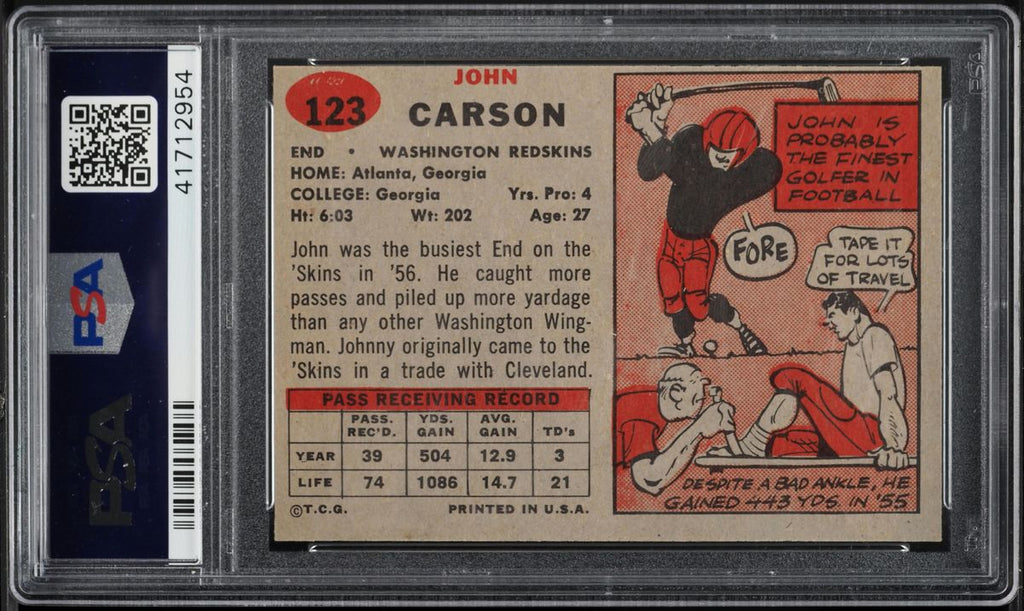 41712954
PSA
PSA
123
JOHN
CARSON
END • WASHINGTON REDSKINS
HOME: Atlanta, Georgia
COLLEGE: Georgia Yrs. Pro: 4
Ht: 6:03 Wt: 202 Age: 27
John was the busiest End on the
'Skins in '56. He caught more
passes and piled up more yardage
than any other Washington Wing-
man. Johnny originally came to the
'Skins in a trade with Cleveland.
PASS RECEIVING RECORD
PASS. REC'D. YDS. GAIN AVG. GAIN TD's
YEAR 39 504 12.9 3
LIFE 74 1086 14.7 21
©T.C.G. PRINTED IN U.S.A.
JOHN IS
PROBABLY
THE FINEST
GOLFER IN
FOOTBALL
FORE
TAPE IT
FOR LOTS
OF TRAVEL
DESPITE A BAD ANKLE, HE
GAINED 443 YDS. IN '55
PSA